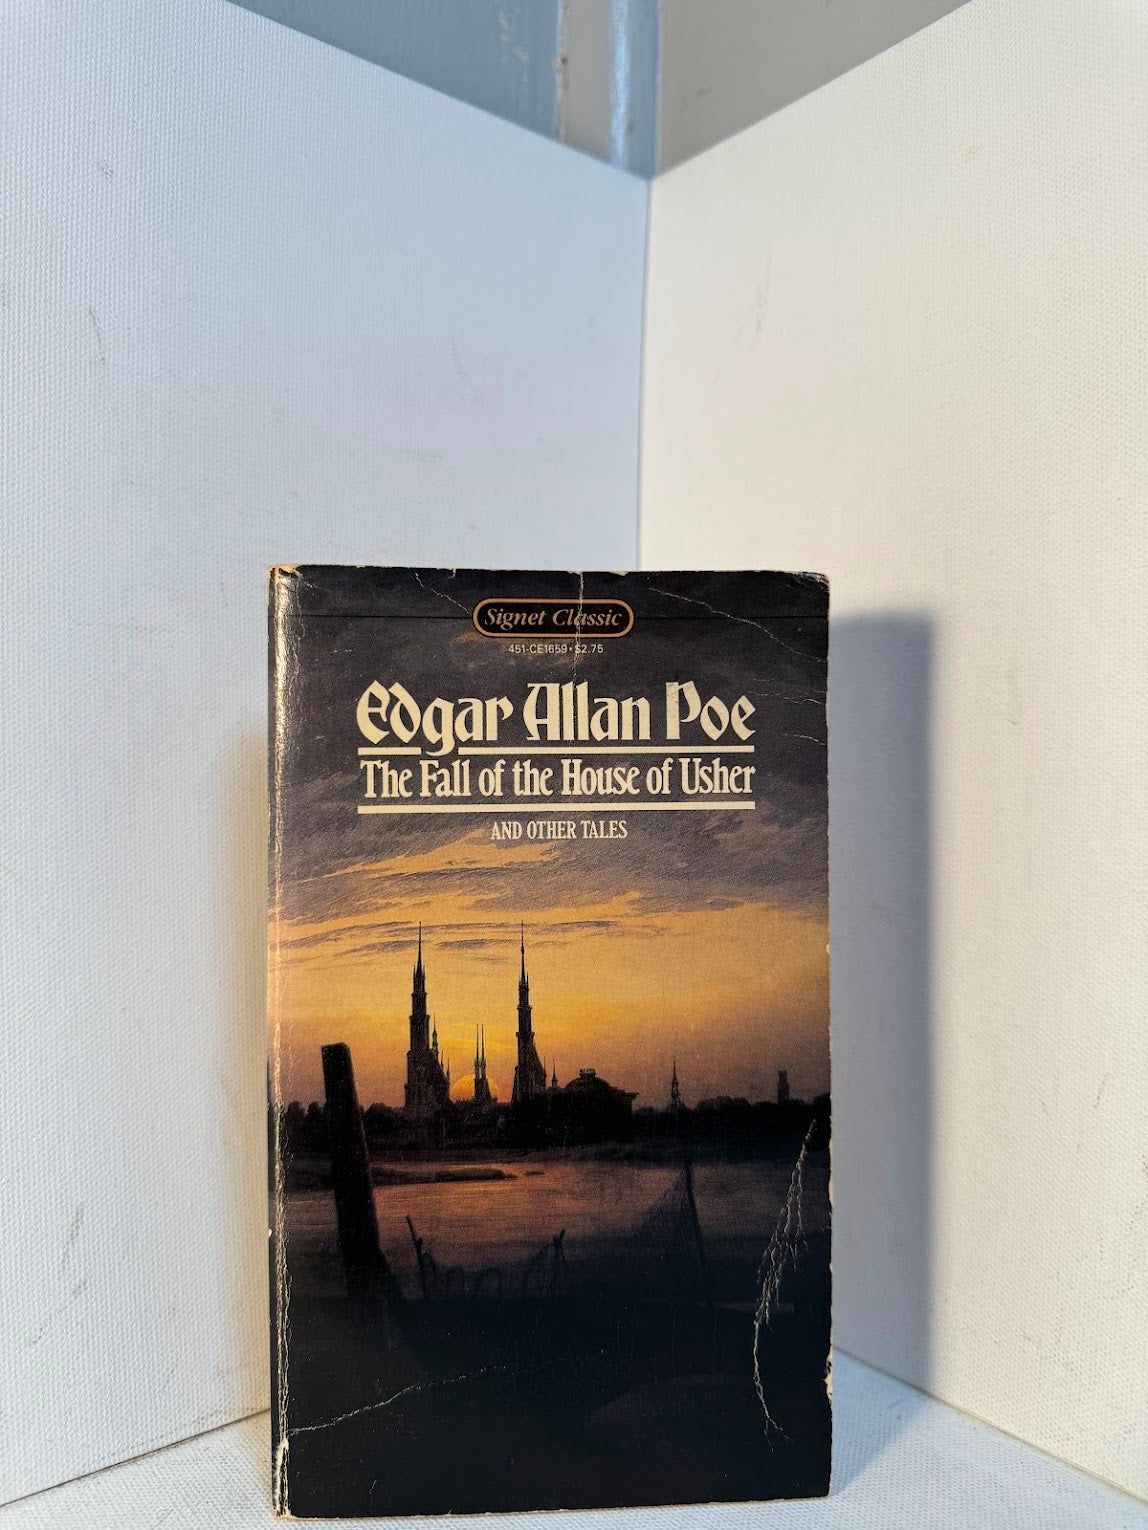 Signet Classic
451-CE1659•$2.75
Edgar Allan Poe
The Fall of the House of Usher
AND OTHER TALES